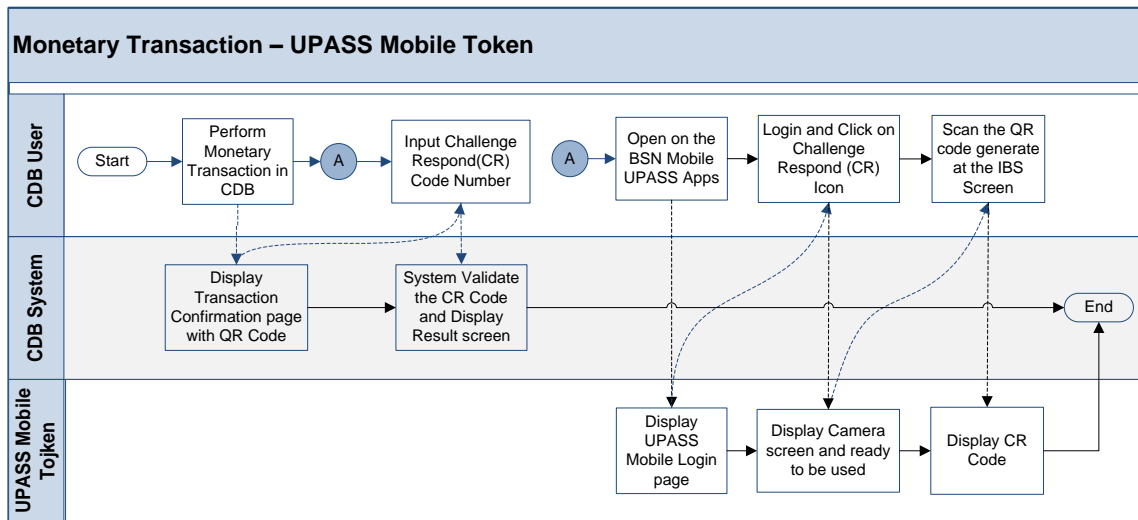 Monetary Transaction – UPASS Mobile Token
CDB User
Start
Perform
Monetary
Transaction in
CDB
A
Input Challenge
Respond(CR)
Code Number
A
Open on the
BSN Mobile
UPASS Apps
Login and Click on
Challenge
Respond (CR)
Icon
Scan the QR
code generate
at the IBS
Screen
CDB System
Display
Transaction
Confirmation page
with QR Code
System Validate
the CR Code
and Display
Result screen
End
UPASS Mobile
Tojken
Display
UPASS
Mobile Login
page
Display Camera
screen and ready
to be used
Display CR
Code